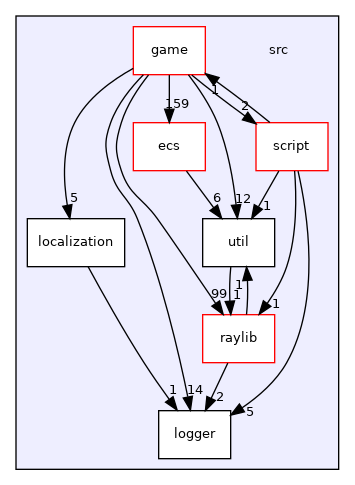 game
src
1
159
2
ecs
script
5
6
12
1
localization
util
99
1
1
1
raylib
1
14
2
5
logger